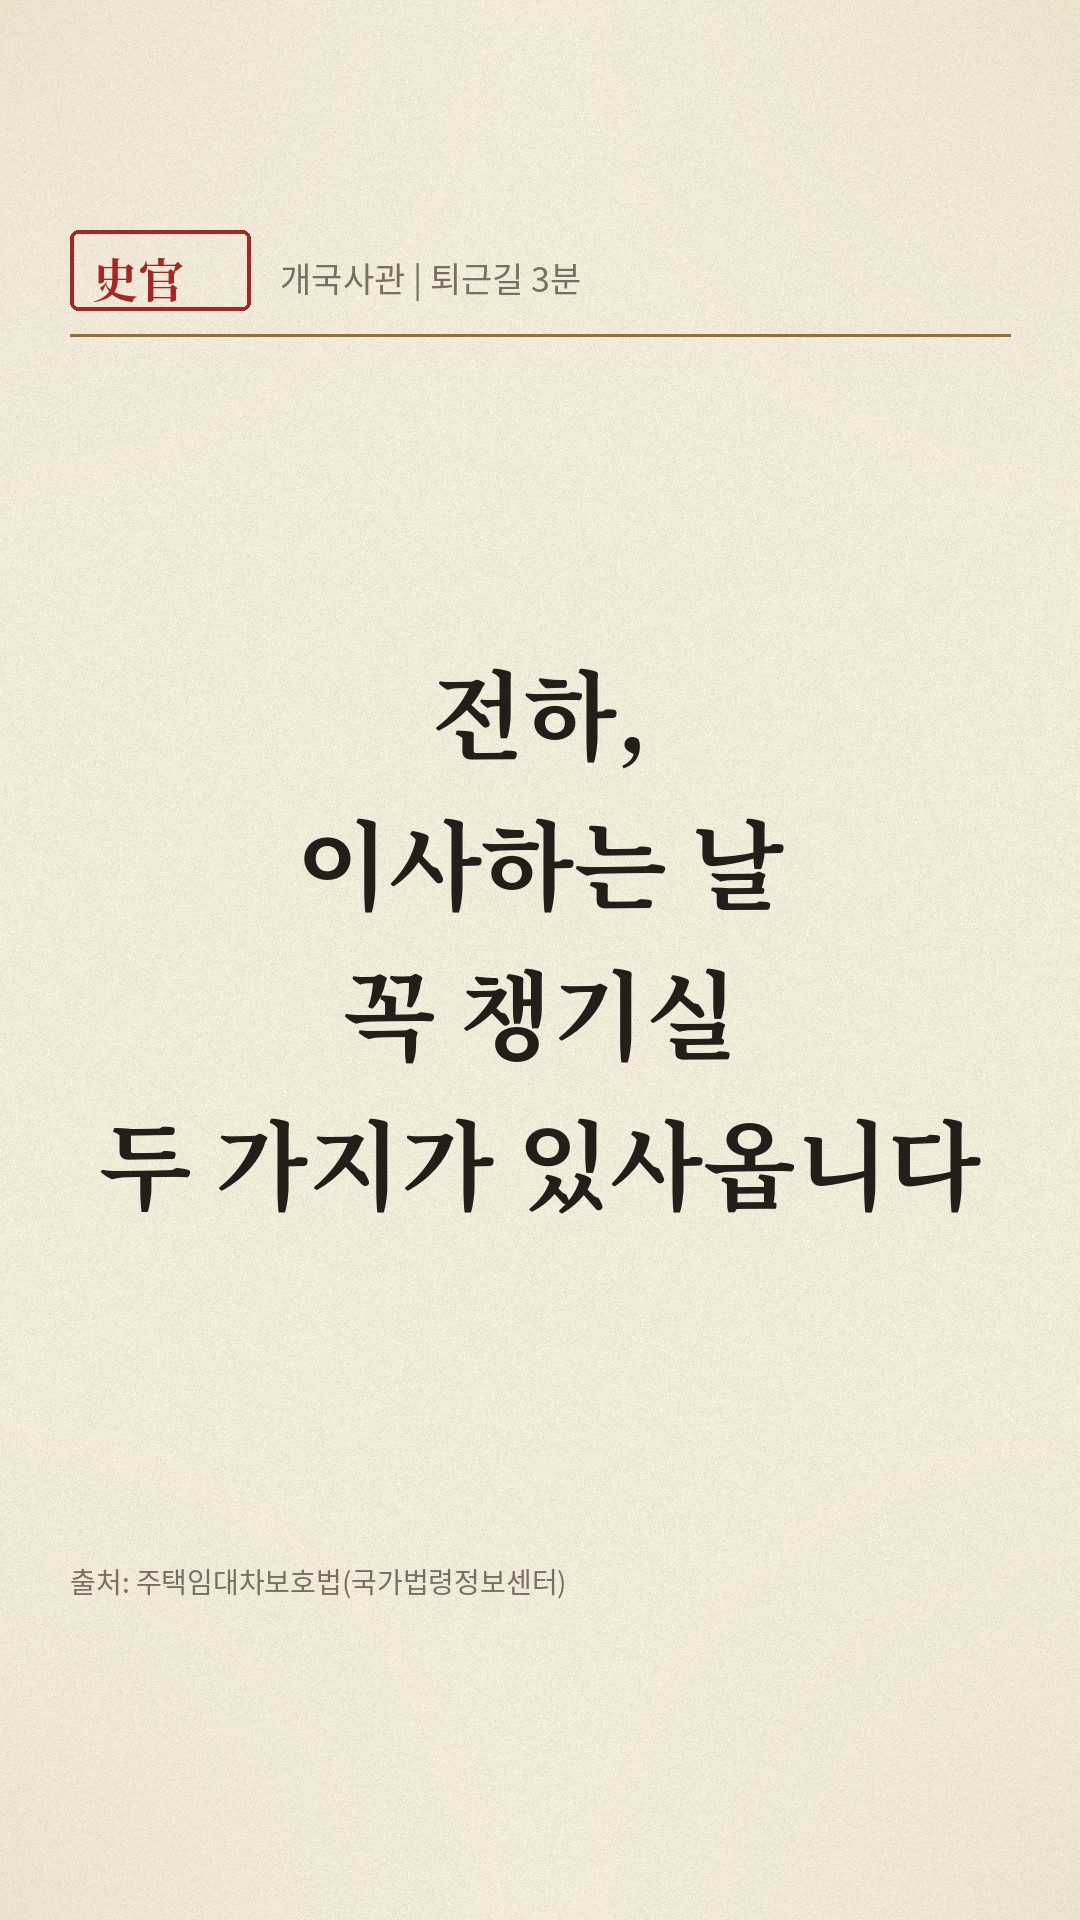 史官
개국사관 | 퇴근길 3분
전하,
이사하는 날
꼭 챙기실
두 가지가 있사옵니다
출처: 주택임대차보호법(국가법령정보센터)